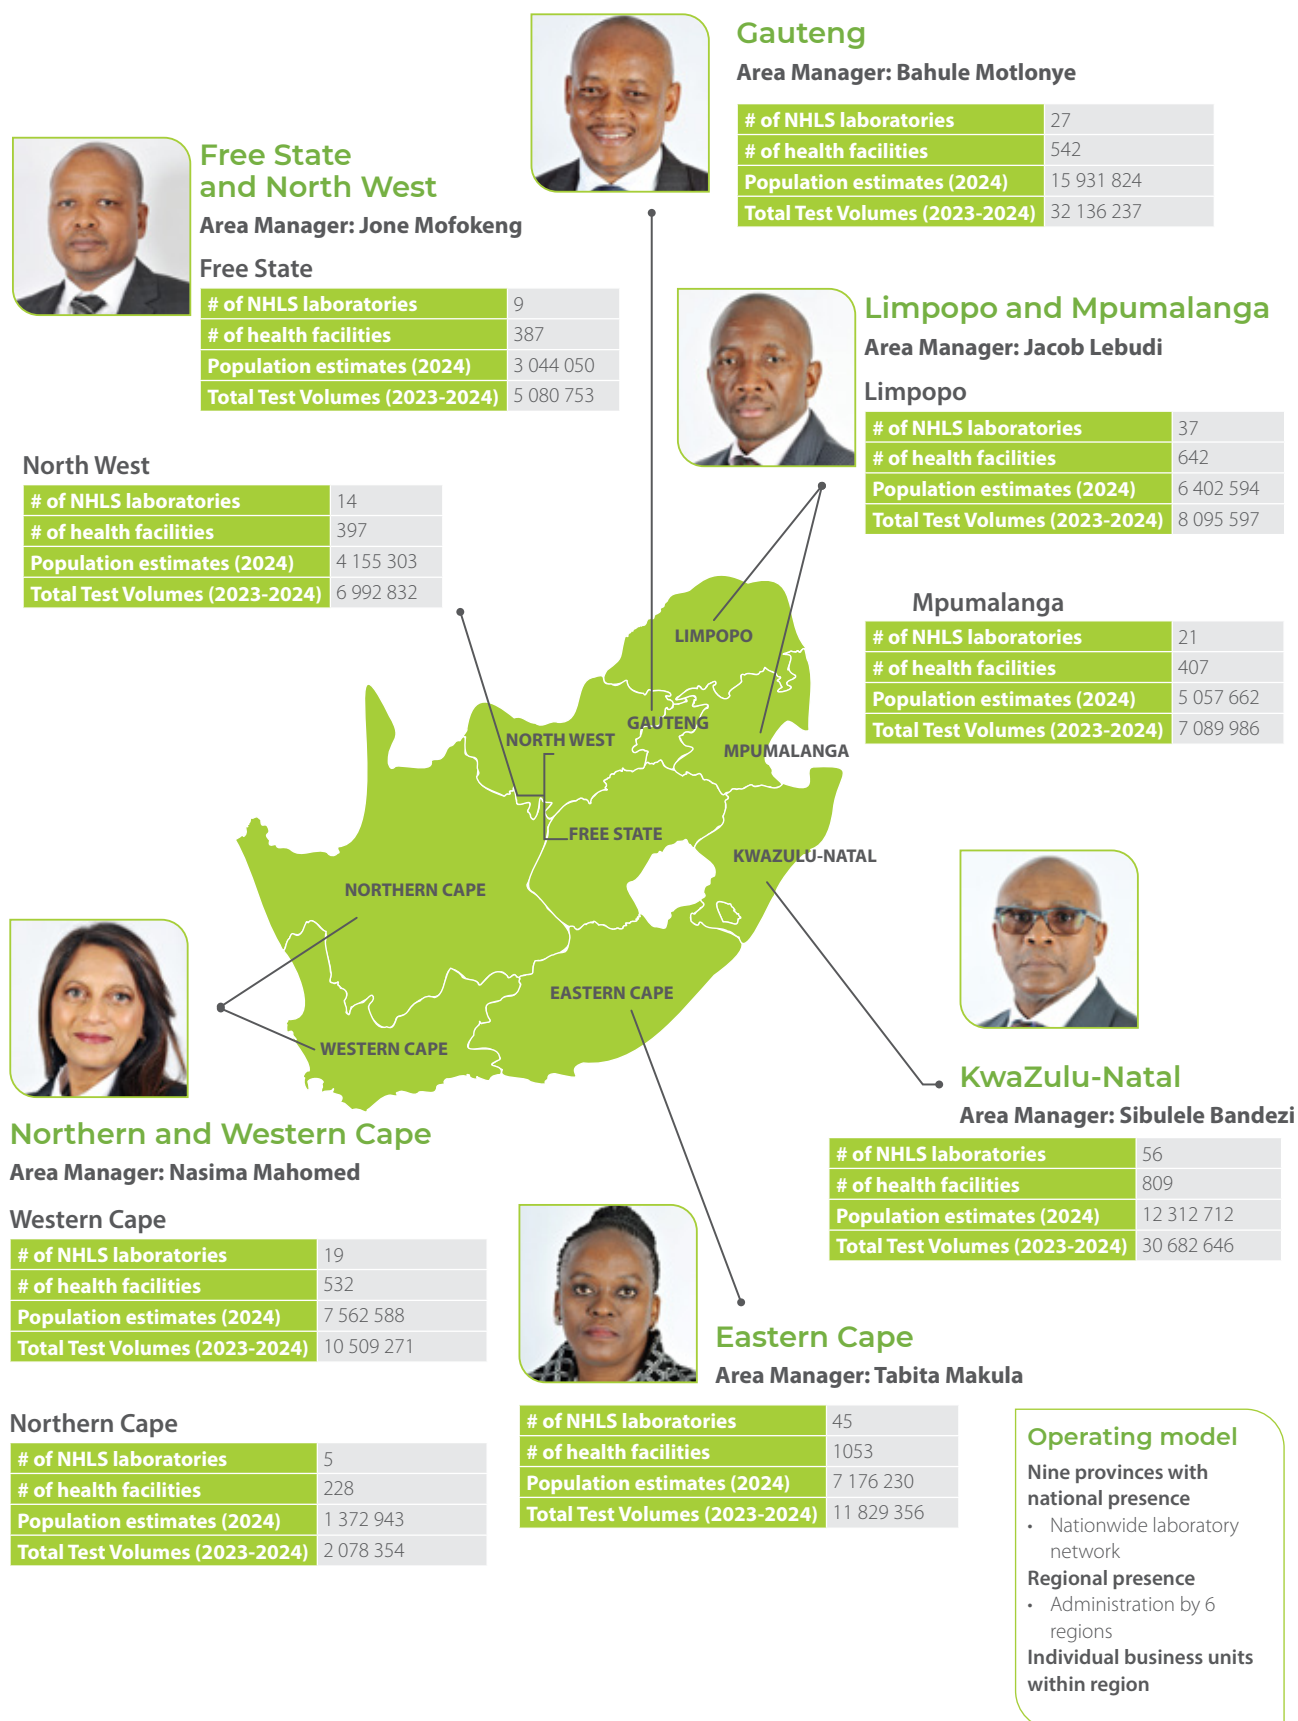 Gauteng
Area Manager: Bahule Motlonye
# of NHLS laboratories 27
# of health facilities 542
Population estimates (2024) 15 931 824
Total Test Volumes (2023-2024) 32 136 237
Free State
and North West
Area Manager: Jone Mofokeng
Free State
# of NHLS laboratories 9
# of health facilities 387
Population estimates (2024) 3 044 050
Total Test Volumes (2023-2024) 5 080 753
North West
# of NHLS laboratories 14
# of health facilities 397
Population estimates (2024) 4 155 303
Total Test Volumes (2023-2024) 6 992 832
Limpopo and Mpumalanga
Area Manager: Jacob Lebudi
Limpopo
# of NHLS laboratories 37
# of health facilities 642
Population estimates (2024) 6 402 594
Total Test Volumes (2023-2024) 8 095 597
Mpumalanga
# of NHLS laboratories 21
# of health facilities 407
Population estimates (2024) 5 057 662
Total Test Volumes (2023-2024) 7 089 986
LIMPOPO
GAUTENG
NORTH WEST
MPUMALANGA
FREE STATE
KWAZULU-NATAL
NORTHERN CAPE
EASTERN CAPE
WESTERN CAPE
KwaZulu-Natal
Area Manager: Sibulele Bandezi
# of NHLS laboratories 56
# of health facilities 809
Population estimates (2024) 12 312 712
Total Test Volumes (2023-2024) 30 682 646
Northern and Western Cape
Area Manager: Nasima Mahomed
Western Cape
# of NHLS laboratories 19
# of health facilities 532
Population estimates (2024) 7 562 588
Total Test Volumes (2023-2024) 10 509 271
Northern Cape
# of NHLS laboratories 5
# of health facilities 228
Population estimates (2024) 1 372 943
Total Test Volumes (2023-2024) 2 078 354
Eastern Cape
Area Manager: Tabita Makula
# of NHLS laboratories 45
# of health facilities 1053
Population estimates (2024) 7 176 230
Total Test Volumes (2023-2024) 11 829 356
Operating model
Nine provinces with
national presence
• Nationwide laboratory
network
Regional presence
• Administration by 6
regions
Individual business units
within region